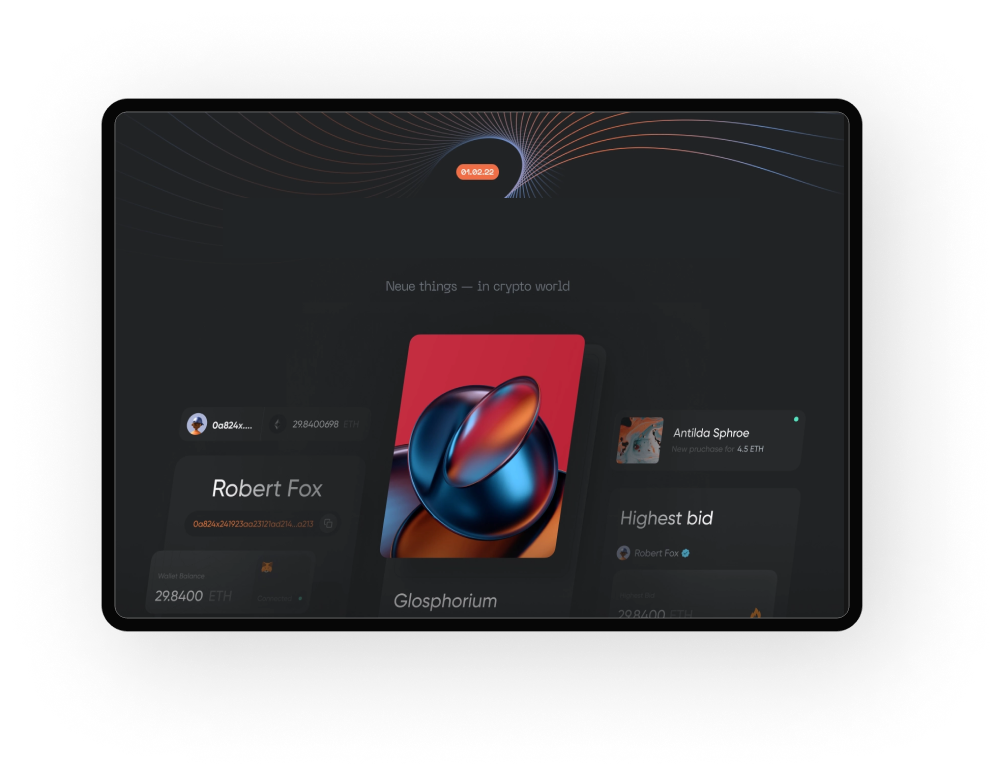 01.02.22
Neue things — in crypto world
0a824x....
29.8400698 ETH
Robert Fox
0a824x241923aa23121ad214...a213
Wallet Balance
29.8400 ETH
Glosphorium
Antilda Sphroe
New pruchase for 4.5 ETH
Highest bid
Robert Fox
Highest Bid
29.8400 ETH